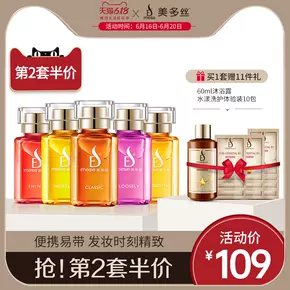 天猫618 × 美多丝
活动时间：6月16日-6月20日
第2套半价
买1套赠11件礼
60ml沐浴露
水漾洗护体验装10包
CLASSIC
LOVELY
便携易带 发妆时刻精致
抢！第2套半价
活动价
¥109